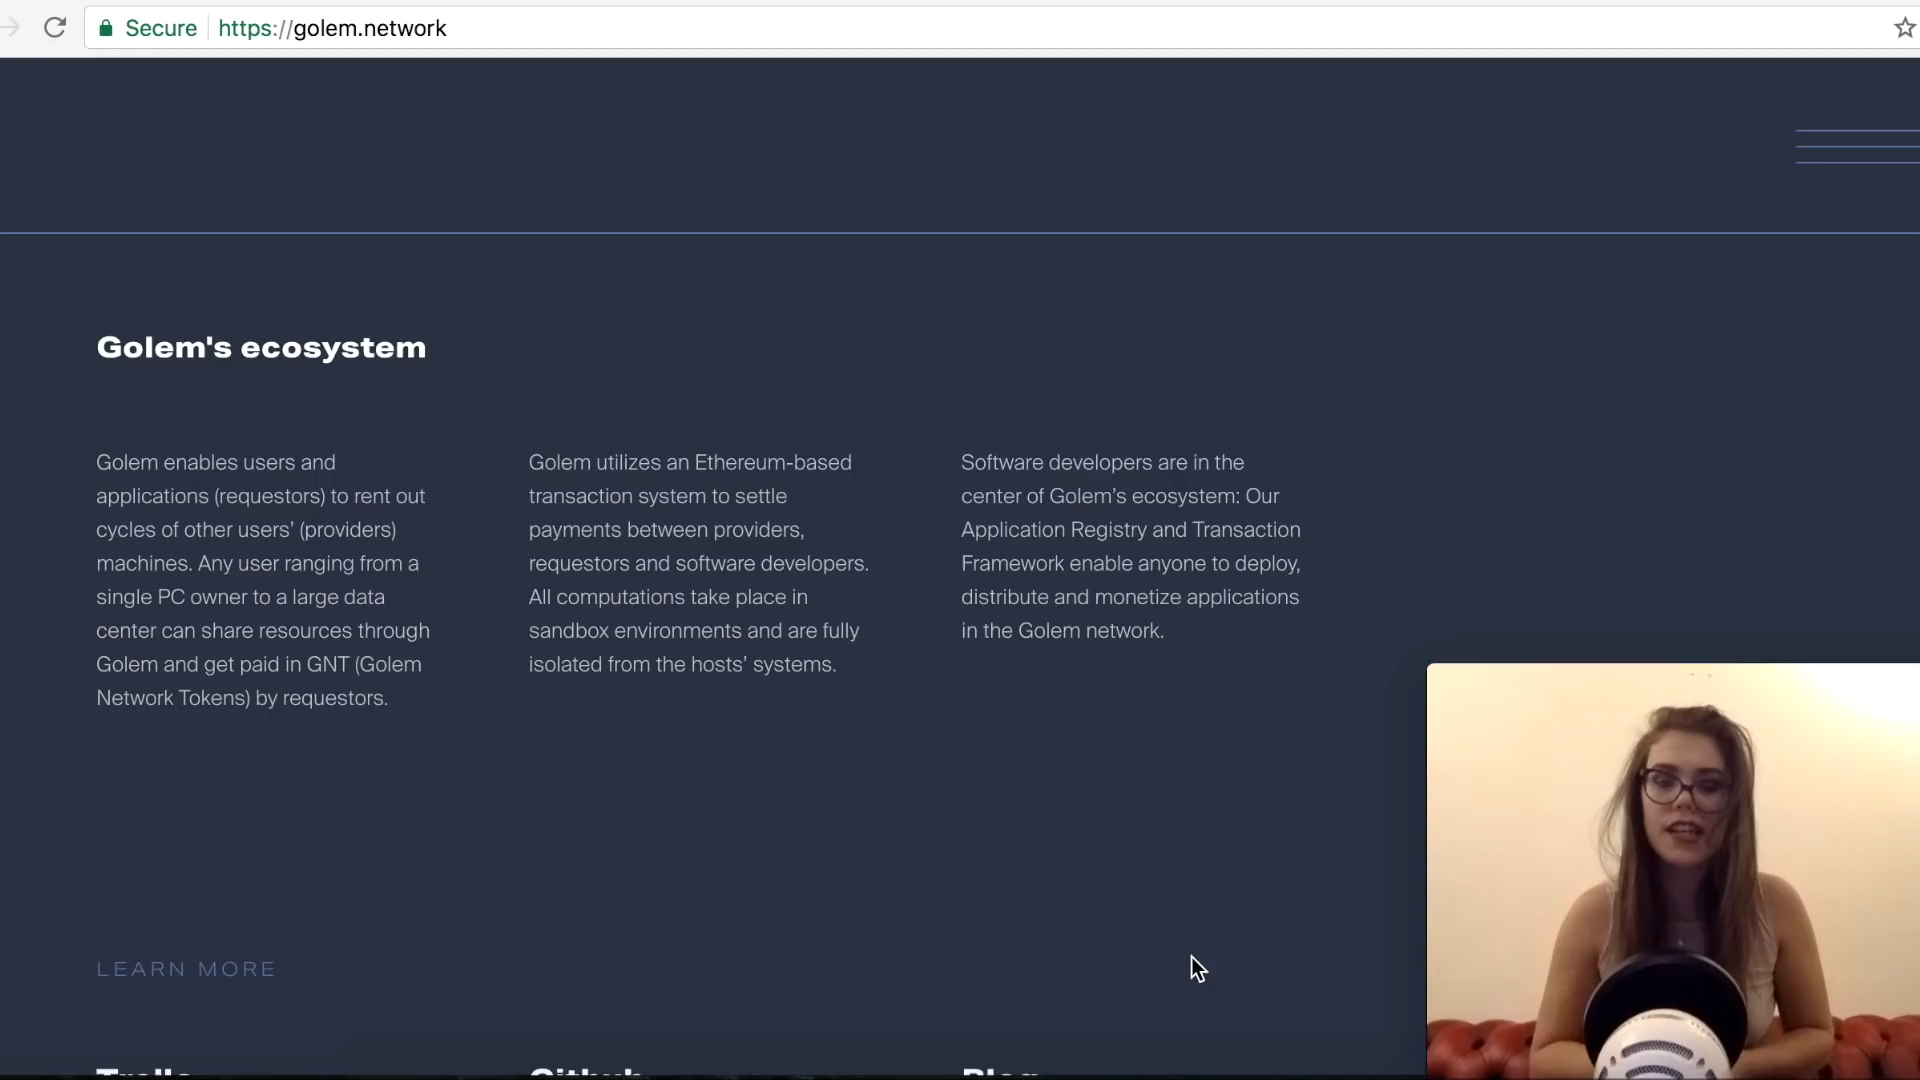 Secure https://golem.network
Golem's ecosystem
Golem enables users and
applications (requestors) to rent out
cycles of other users’ (providers)
machines. Any user ranging from a
single PC owner to a large data
center can share resources through
Golem and get paid in GNT (Golem
Network Tokens) by requestors.
Golem utilizes an Ethereum-based
transaction system to settle
payments between providers,
requestors and software developers.
All computations take place in
sandbox environments and are fully
isolated from the hosts’ systems.
Software developers are in the
center of Golem’s ecosystem: Our
Application Registry and Transaction
Framework enable anyone to deploy,
distribute and monetize applications
in the Golem network.
LEARN MORE
Trello
Github
Blog